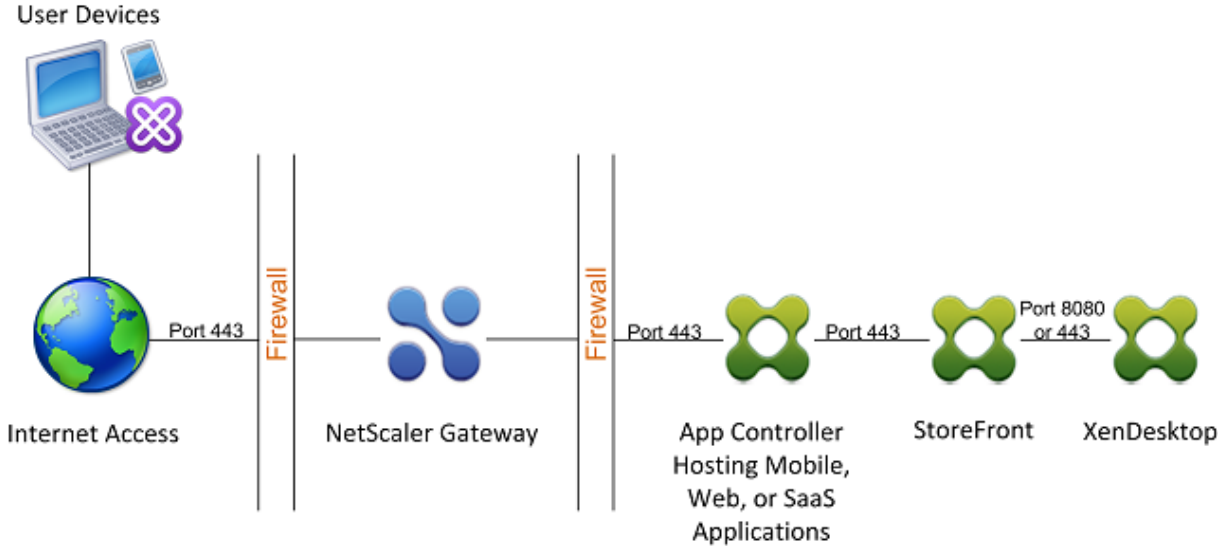 User Devices
Port 443
Firewall
Firewall
Port 443
Port 443
Port 8080
or 443
Internet Access
NetScaler Gateway
App Controller
Hosting Mobile,
Web, or SaaS
Applications
StoreFront
XenDesktop